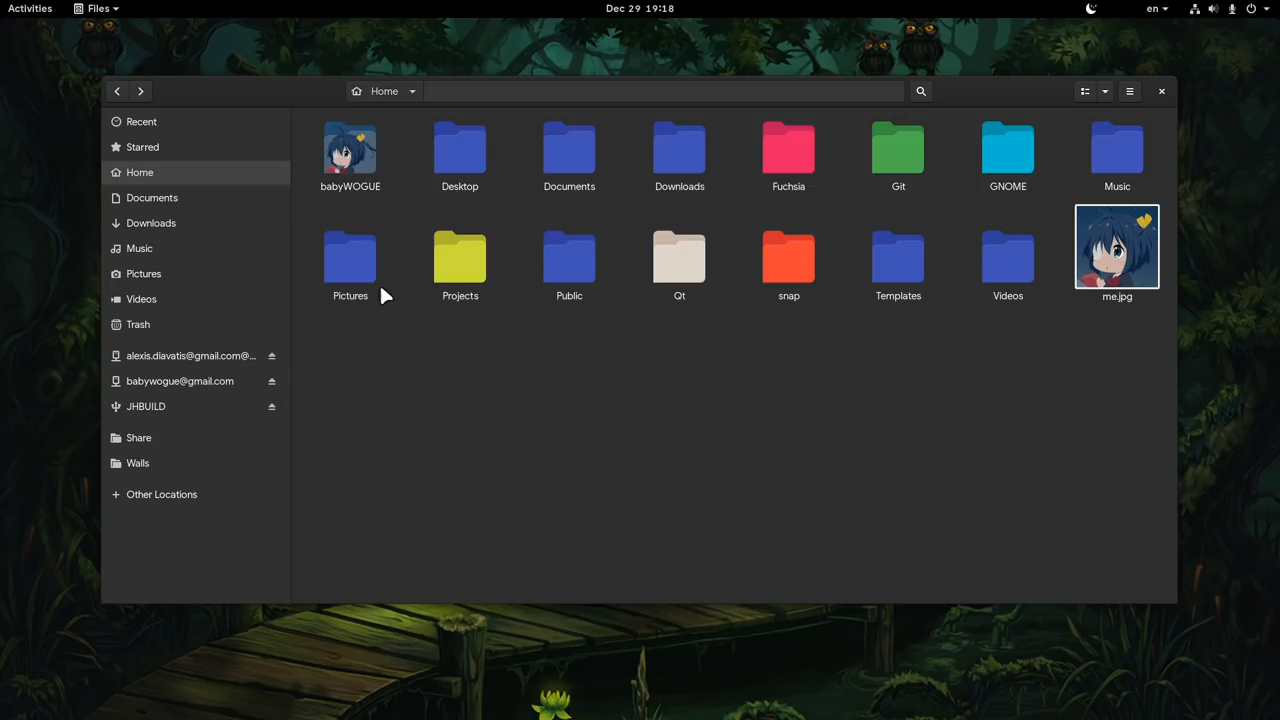 Activities Files Dec 29 19:18 en
Home
Recent
Starred
Home
Documents
Downloads
Music
Pictures
Videos
Trash
alexis.diavatis@gmail.com@...
babywogue@gmail.com
JHBUILD
Share
Walls
Other Locations
babyWOGUE Desktop Documents Downloads Fuchsia Git GNOME Music
Pictures Projects Public Qt snap Templates Videos me.jpg